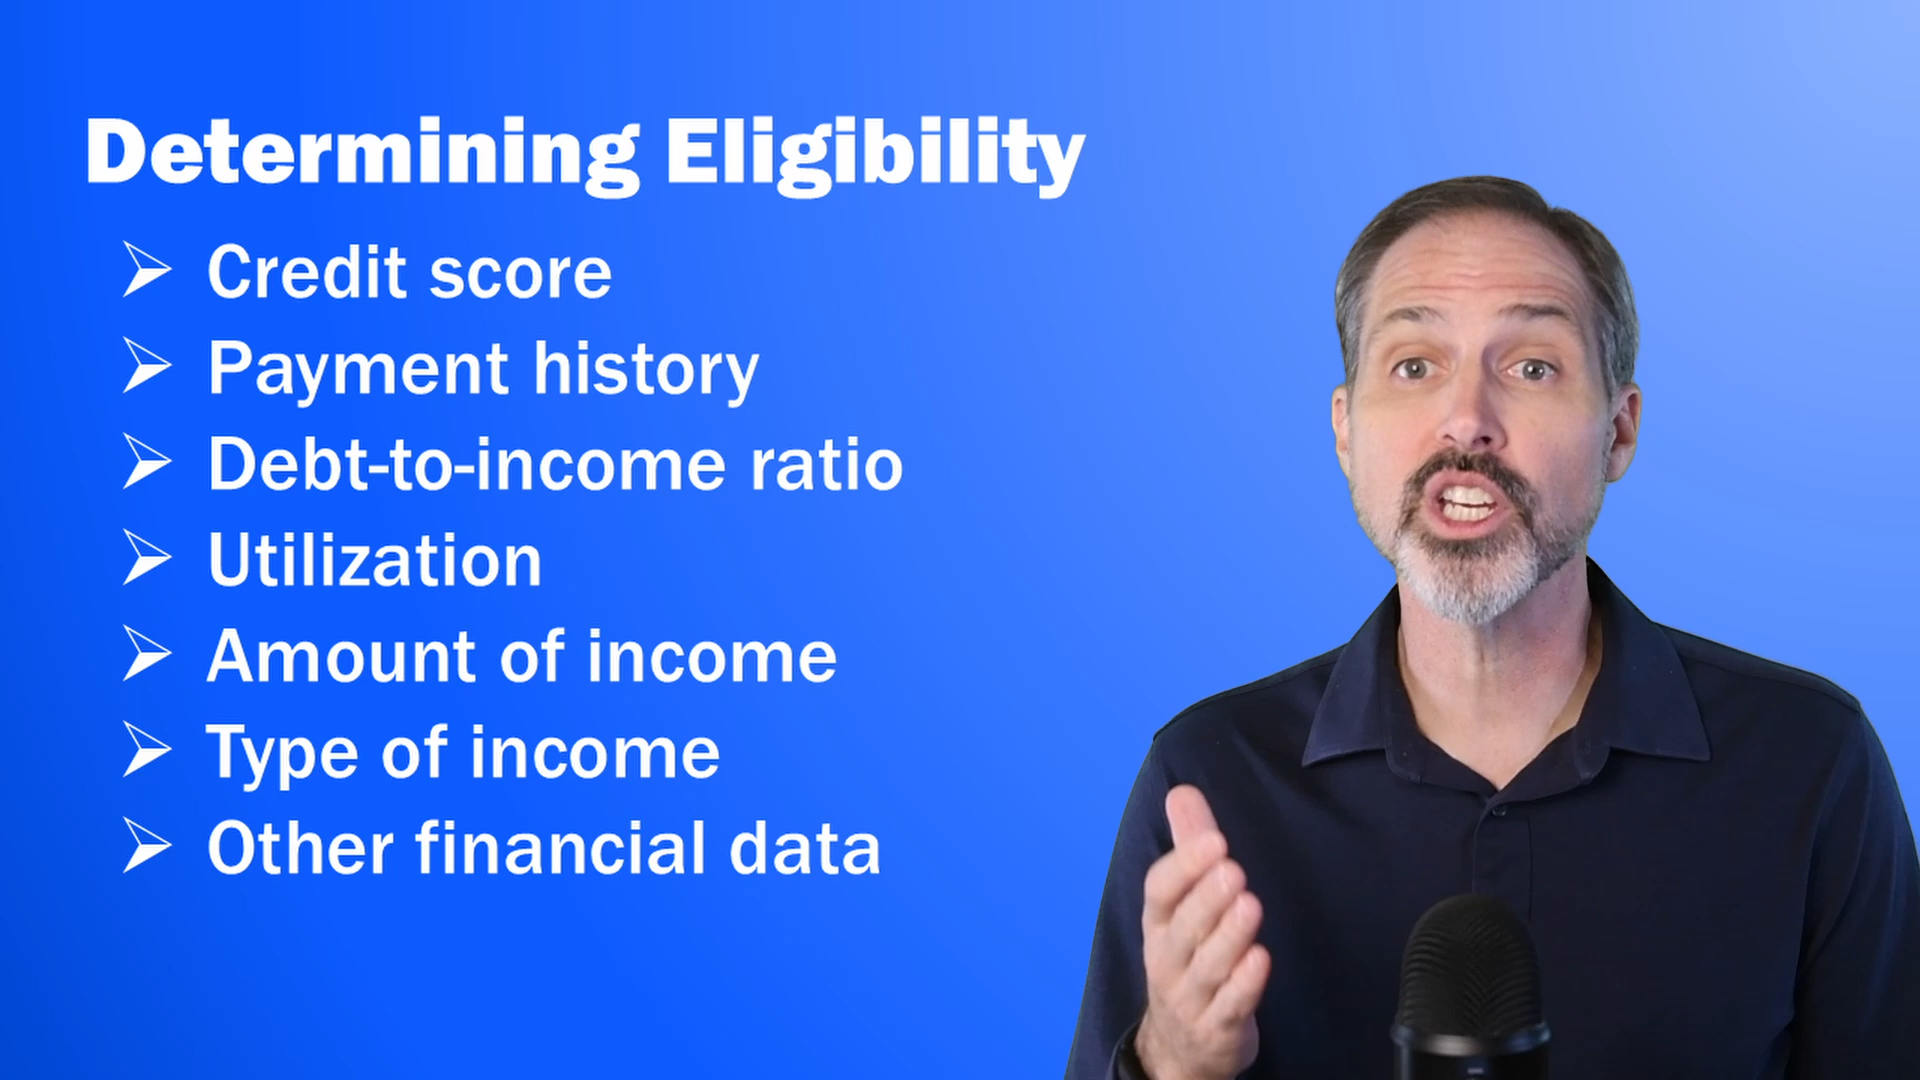 Determining Eligibility
Credit score
Payment history
Debt-to-income ratio
Utilization
Amount of income
Type of income
Other financial data